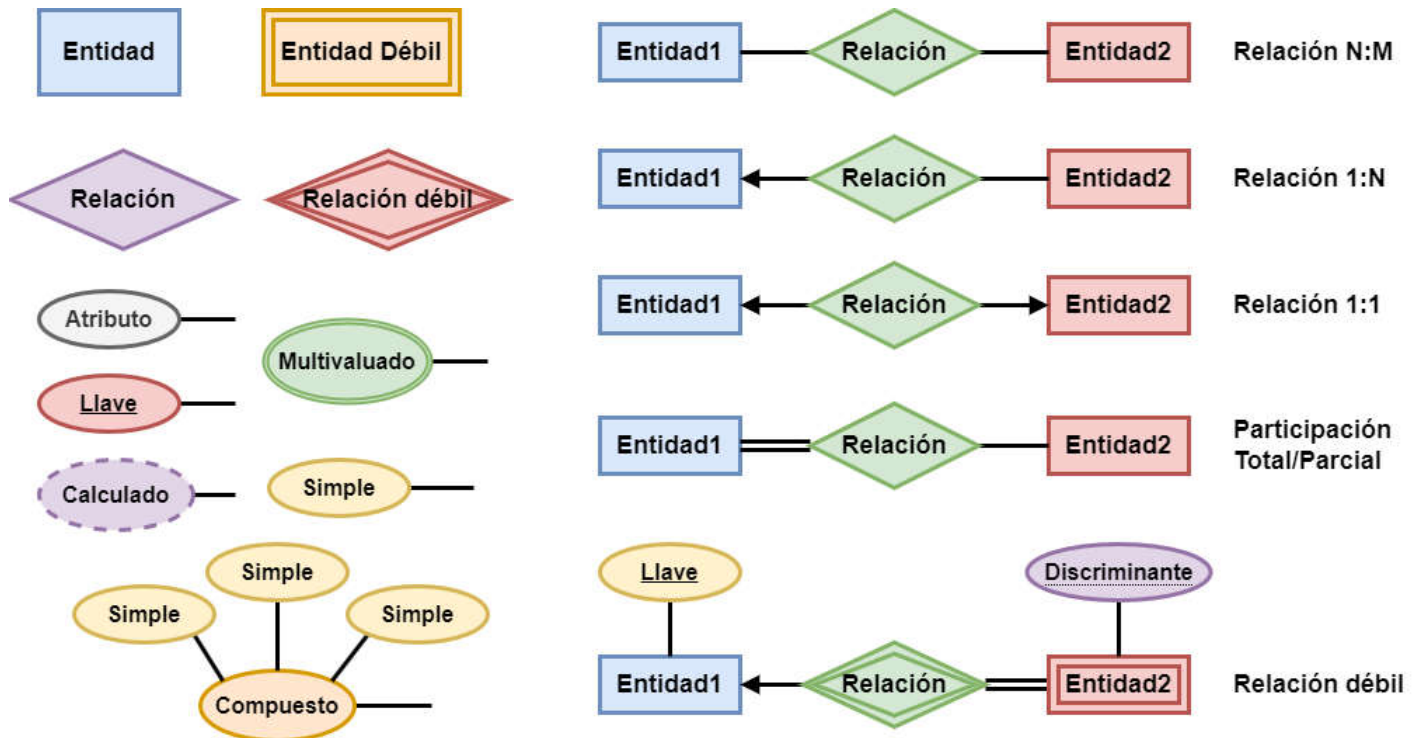 Entidad
Entidad Débil
Relación
Relación débil
Atributo
Multivaluado
Llave
Calculado
Simple
Simple
Simple
Simple
Compuesto
Entidad1
Relación
Entidad2
Relación N:M
Entidad1
Relación
Entidad2
Relación 1:N
Entidad1
Relación
Entidad2
Relación 1:1
Entidad1
Relación
Entidad2
Participación
Total/Parcial
Llave
Discriminante
Entidad1
Relación
Entidad2
Relación débil